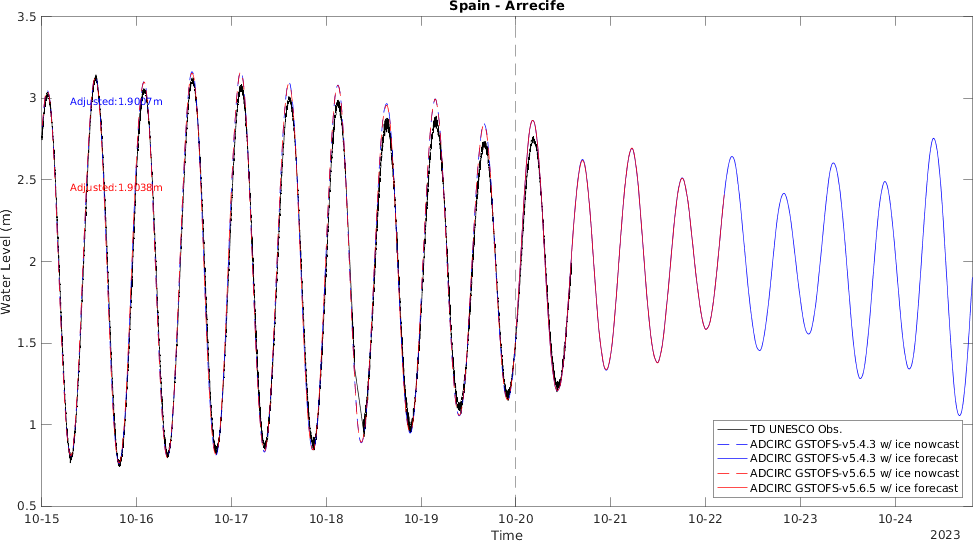 Spain - Arrecife
3.5
3
2.5
2
1.5
1
0.5
Water Level (m)
Adjusted:1.9007m
Adjusted:1.9038m
TD UNESCO Obs.
ADCIRC GSTOFS-v5.4.3 w/ ice nowcast
ADCIRC GSTOFS-v5.4.3 w/ ice forecast
ADCIRC GSTOFS-v5.6.5 w/ ice nowcast
ADCIRC GSTOFS-v5.6.5 w/ ice forecast
10-15 10-16 10-17 10-18 10-19 10-20 10-21 10-22 10-23 10-24
Time
2023